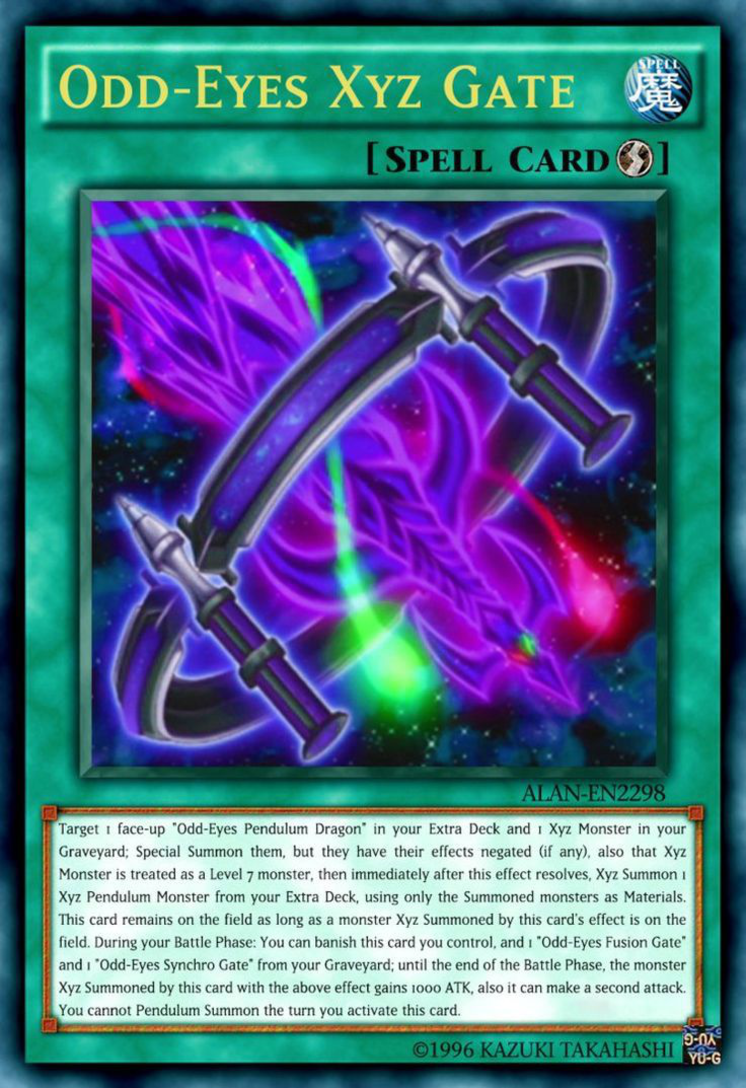 Odd-Eyes Xyz Gate
SPELL
魔
[Spell Card]
ALAN-EN2298
Target 1 face-up "Odd-Eyes Pendulum Dragon" in your Extra Deck and 1 Xyz Monster in your
Graveyard; Special Summon them, but they have their effects negated (if any), also that Xyz
Monster is treated as a Level 7 monster, then immediately after this effect resolves, Xyz Summon 1
Xyz Pendulum Monster from your Extra Deck, using only the Summoned monsters as Materials.
This card remains on the field as long as a monster Xyz Summoned by this card's effect is on the
field. During your Battle Phase: You can banish this card you control, and 1 "Odd-Eyes Fusion Gate"
and 1 "Odd-Eyes Synchro Gate" from your Graveyard; until the end of the Battle Phase, the monster
Xyz Summoned by this card with the above effect gains 1000 ATK, also it can make a second attack.
You cannot Pendulum Summon the turn you activate this card.
©1996 KAZUKI TAKAHASHI